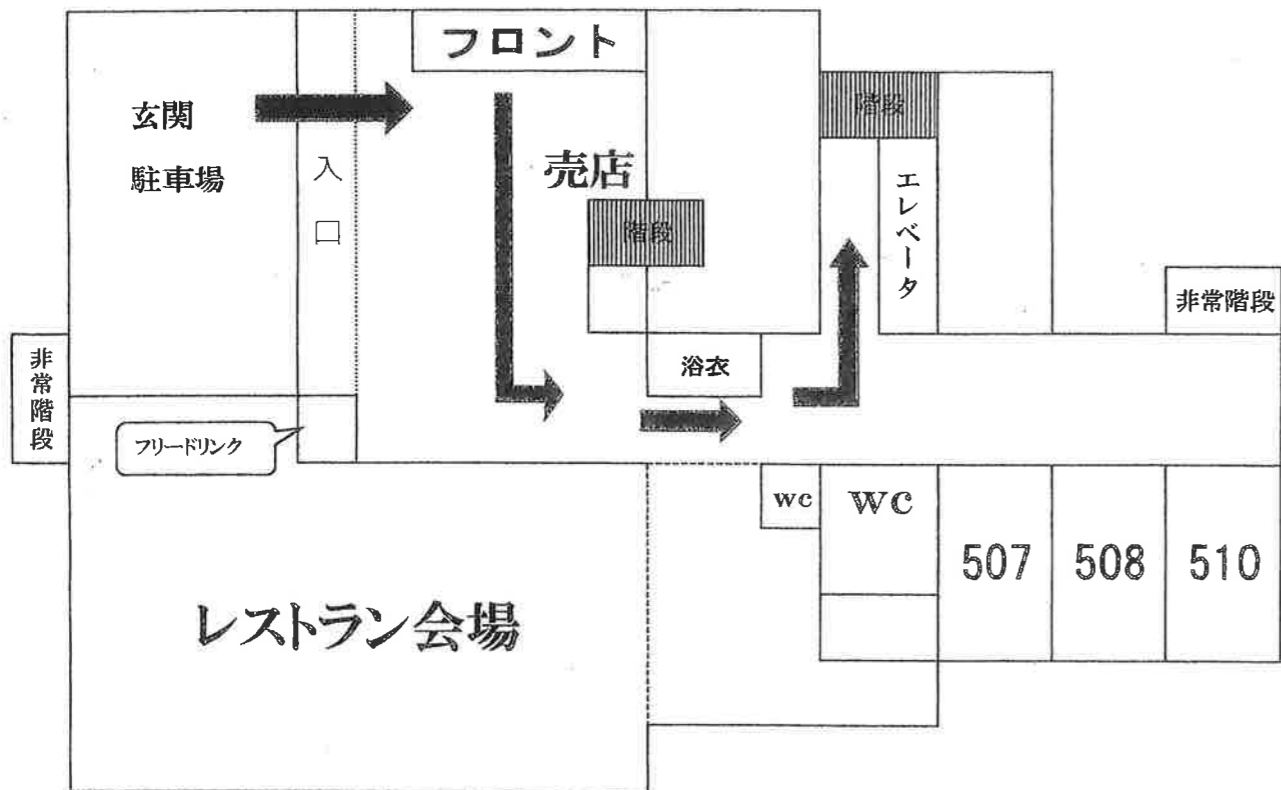 フロント
玄関
駐車場
入口
売店
階段
階段
エレベータ
非常階段
非常階段
浴衣
フリードリンク
wc
WC
507
508
510
レストラン会場